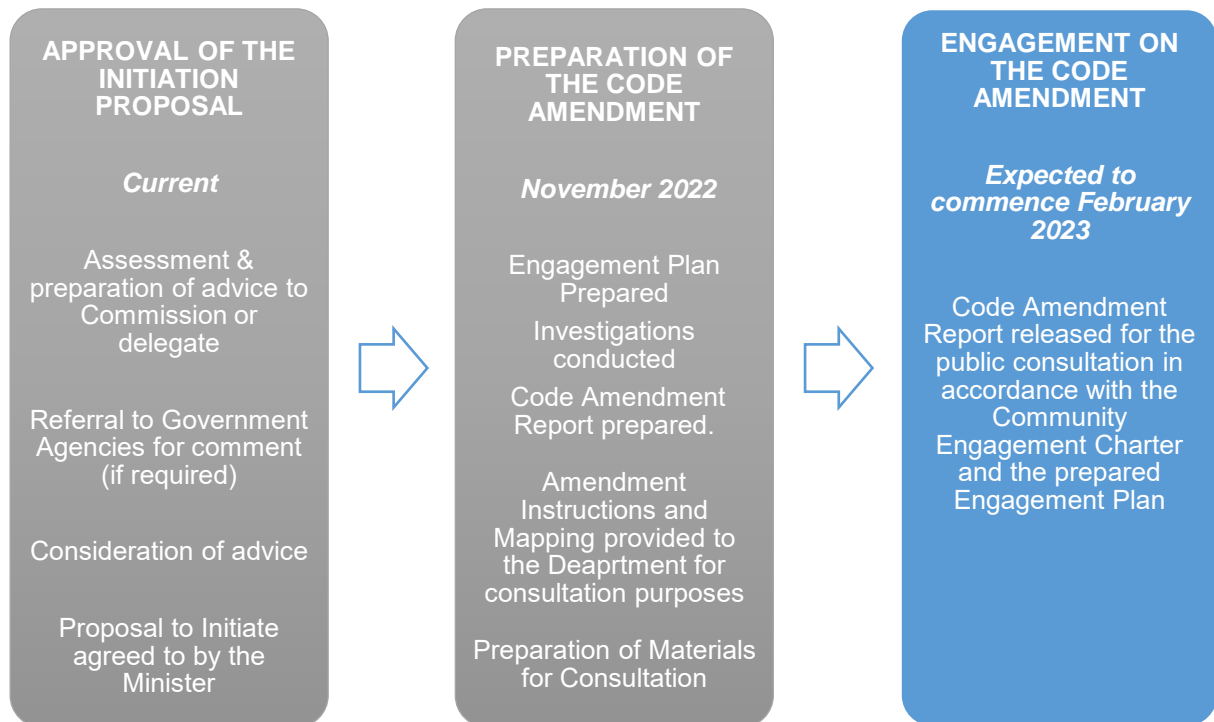 APPROVAL OF THE
INITIATION
PROPOSAL
Current
Assessment &
preparation of advice to
Commission or
delegate
Referral to Government
Agencies for comment
(if required)
Consideration of advice
Proposal to Initiate
agreed to by the
Minister
PREPARATION OF
THE CODE
AMENDMENT
November 2022
Engagement Plan
Prepared
Investigations
conducted
Code Amendment
Report prepared.
Amendment
Instructions and
Mapping provided to
the Deaprtment for
consultation purposes
Preparation of Materials
for Consultation
ENGAGEMENT ON
THE CODE
AMENDMENT
Expected to
commence February
2023
Code Amendment
Report released for the
public consultation in
accordance with the
Community
Engagement Charter
and the prepared
Engagement Plan